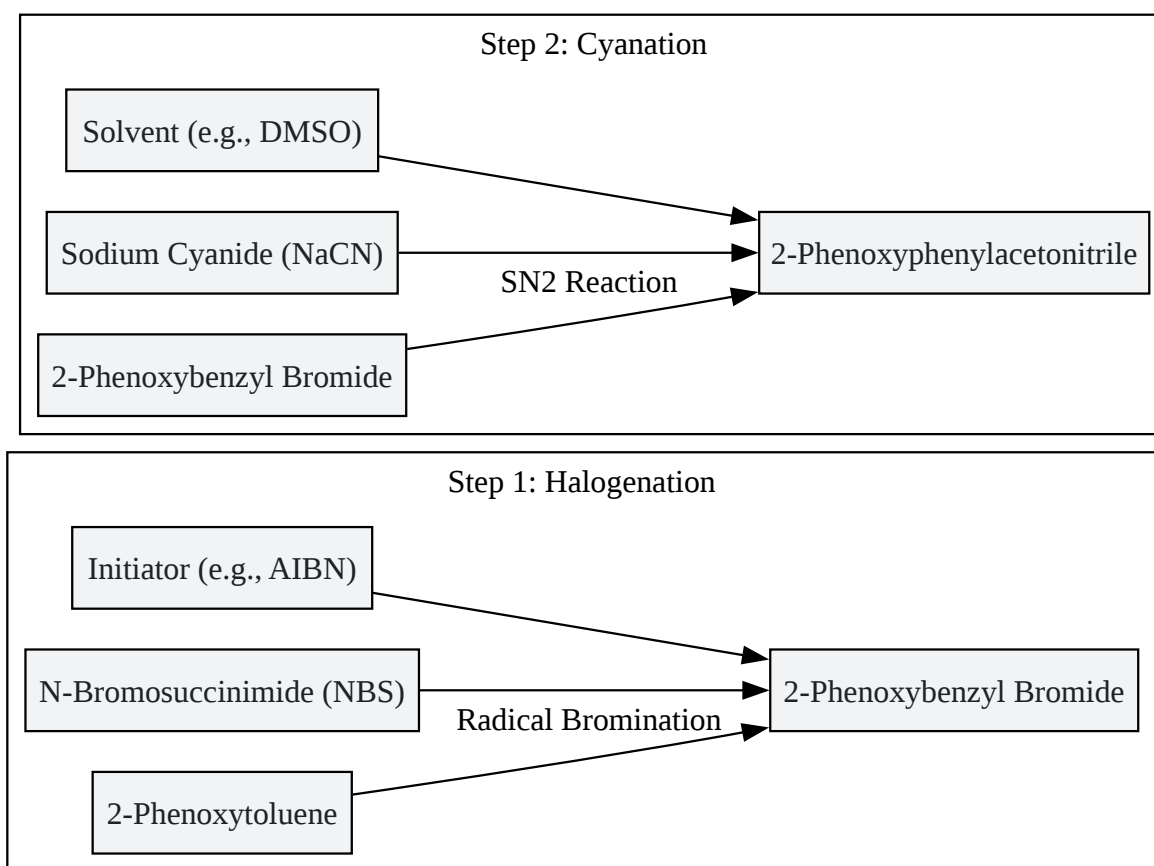 Step 2: Cyanation
Solvent (e.g., DMSO)
Sodium Cyanide (NaCN)
2-Phenoxyphenylacetonitrile
SN2 Reaction
2-Phenoxybenzyl Bromide
Step 1: Halogenation
Initiator (e.g., AIBN)
N-Bromosuccinimide (NBS)
2-Phenoxybenzyl Bromide
Radical Bromination
2-Phenoxytoluene